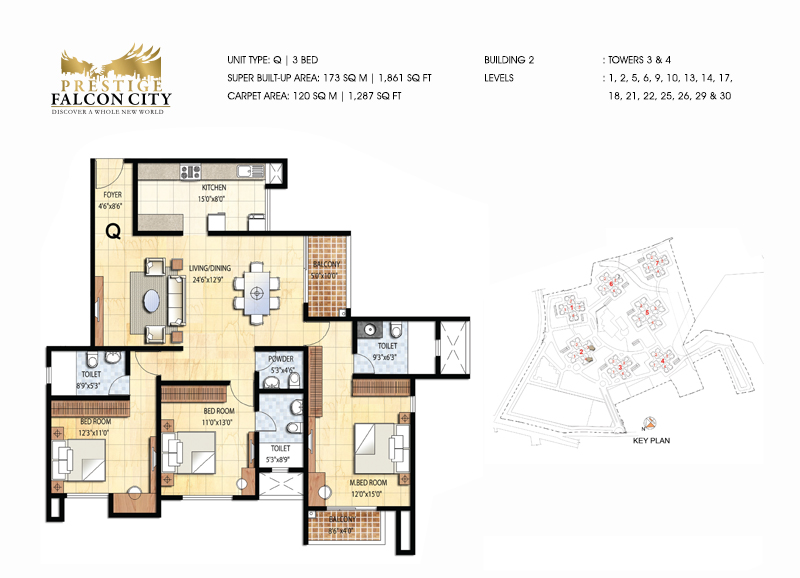 PRESTIGE
FALCON CITY
DISCOVER A WHOLE NEW WORLD
UNIT TYPE: Q | 3 BED
SUPER BUILT-UP AREA: 173 SQ M | 1,861 SQ FT
CARPET AREA: 120 SQ M | 1,287 SQ FT
BUILDING 2 : TOWERS 3 & 4
LEVELS : 1, 2, 5, 6, 9, 10, 13, 14, 17,
18, 21, 22, 25, 26, 29 & 30
FOYER
4'6"x8'6"
Q
KITCHEN
15'0"x8'0"
LIVING/DINING
24'6"x12'9"
BALCONY
5'0"x10'0"
TOILET
8'9"x5'3"
POWDER
5'3"x4'6"
TOILET
9'3"x6'3"
BED ROOM
12'3"x11'0"
BED ROOM
11'0"x13'0"
TOILET
5'3"x8'9"
M.BED ROOM
12'0"x15'0"
BALCONY
8'6"x4'0"
1
2
3
4
5
6
7
N
KEY PLAN